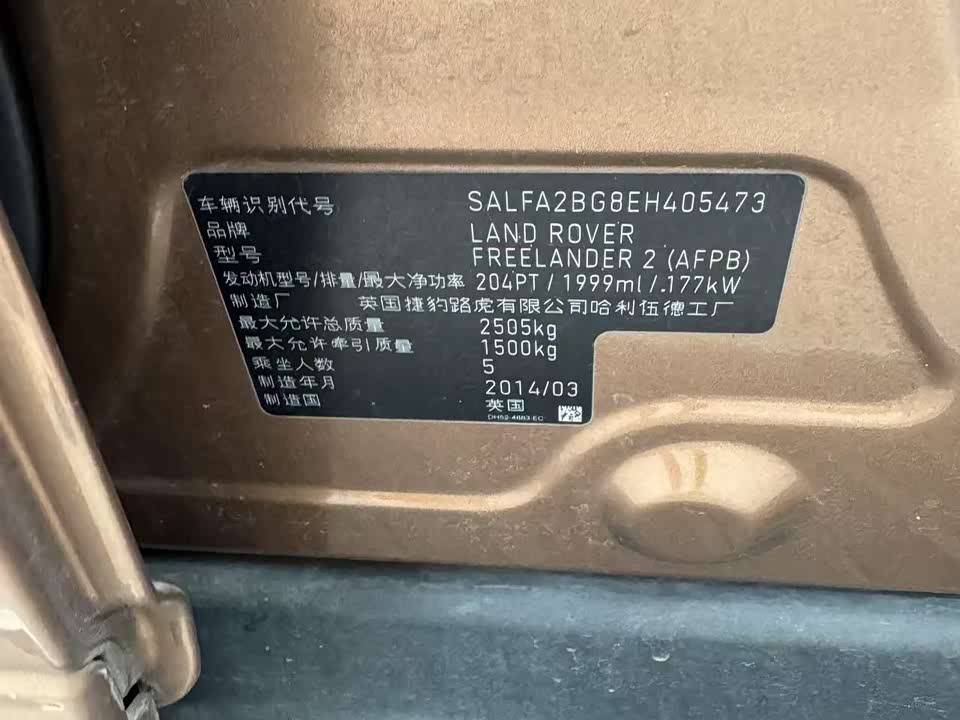 车辆识别代号 SALFA2BG8EH405473
品牌 LAND ROVER
型号 FREELANDER 2 (AFPB)
发动机型号/排量/最大净功率 204PT / 1999ml /.177kW
制造厂 英国捷豹路虎有限公司哈利伍德工厂
最大允许总质量 2505kg
最大允许牵引质量 1500kg
乘坐人数 5
制造年月 2014/03
制造国 英国